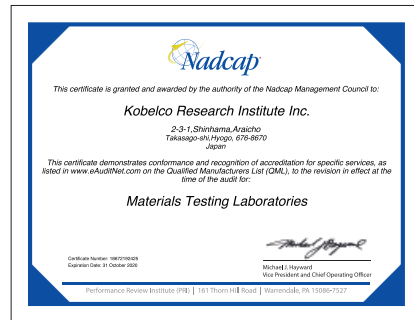 Nadcap
This certificate is granted and awarded by the authority of the Nadcap Management Council to:
Kobelco Research Institute Inc.
2-3-1,Shinhama,Araicho
Takasago-shi,Hyogo, 676-8670
Japan
This certificate demonstrates conformance and recognition of accreditation for specific services, as
listed in www.eAuditNet.com on the Qualified Manufacturers List (QML), to the revision in effect at the
time of the audit for:
Materials Testing Laboratories
Certificate Number: 18672192425
Expiration Date: 31 October 2020
Michael J. Hayward
Vice President and Chief Operating Officer
Performance Review Institute (PRI) | 161 Thorn Hill Road | Warrendale, PA 15086-7527